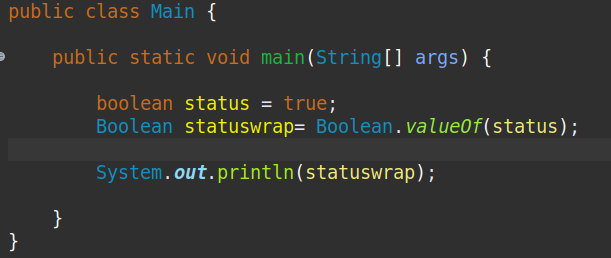 public class Main {
public static void main(String[] args) {
boolean status = true;
Boolean statuswrap= Boolean.valueOf(status);
System.out.println(statuswrap);
}
}